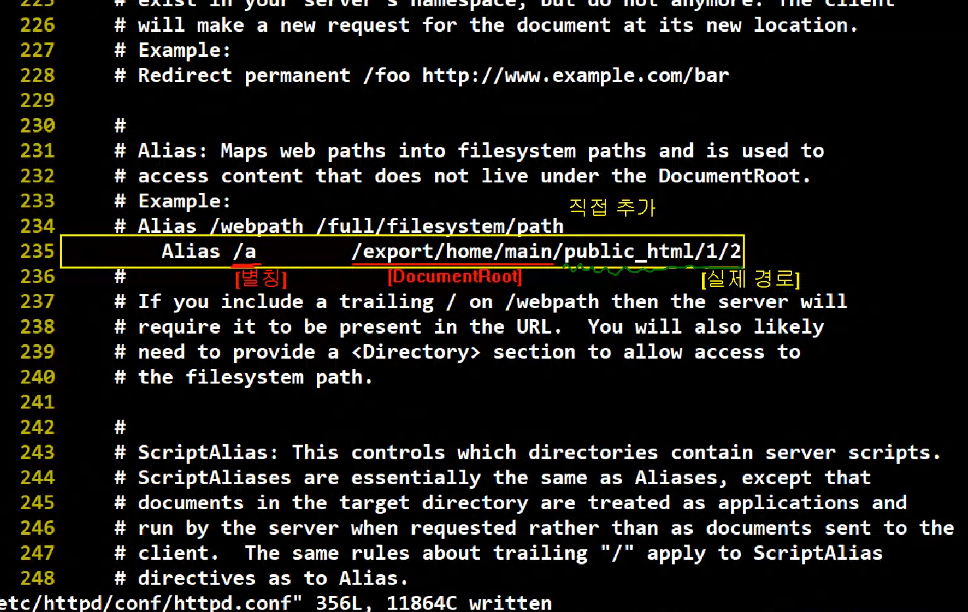 225 # exist in your server's namespace, but do not anymore. The client
226 # will make a new request for the document at its new location.
227 # Example:
228 # Redirect permanent /foo http://www.example.com/bar
229
230 #
231 # Alias: Maps web paths into filesystem paths and is used to
232 # access content that does not live under the DocumentRoot.
233 # Example:
직접 추가
234 # Alias /webpath /full/filesystem/path
235 Alias /a /export/home/main/public_html/1/2
236 # [별칭] [DocumentRoot] [실제 경로]
237 # If you include a trailing / on /webpath then the server will
238 # require it to be present in the URL. You will also likely
239 # need to provide a <Directory> section to allow access to
240 # the filesystem path.
241
242 #
243 # ScriptAlias: This controls which directories contain server scripts.
244 # ScriptAliases are essentially the same as Aliases, except that
245 # documents in the target directory are treated as applications and
246 # run by the server when requested rather than as documents sent to the
247 # client. The same rules about trailing "/" apply to ScriptAlias
248 # directives as to Alias.
etc/httpd/conf/httpd.conf" 356L, 11864C written